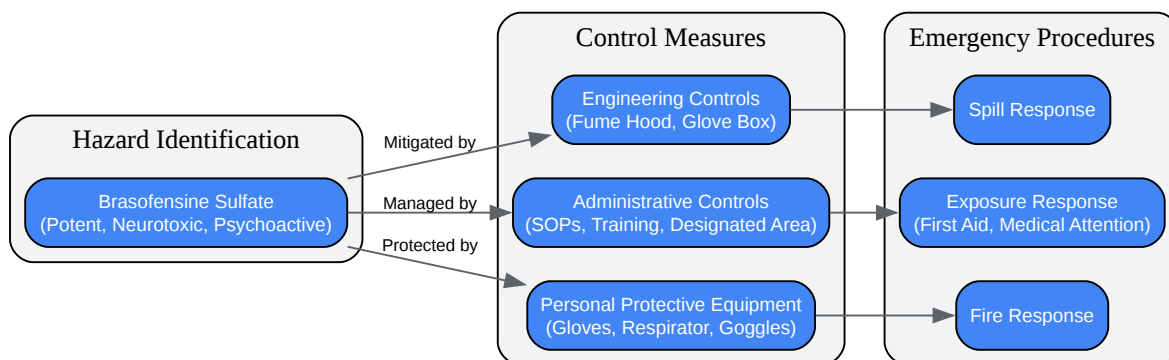 Hazard Identification
Brasofensine Sulfate
(Potent, Neurotoxic, Psychoactive)
Mitigated by
Managed by
Protected by
Control Measures
Engineering Controls
(Fume Hood, Glove Box)
Administrative Controls
(SOPs, Training, Designated Area)
Personal Protective Equipment
(Gloves, Respirator, Goggles)
Emergency Procedures
Spill Response
Exposure Response
(First Aid, Medical Attention)
Fire Response